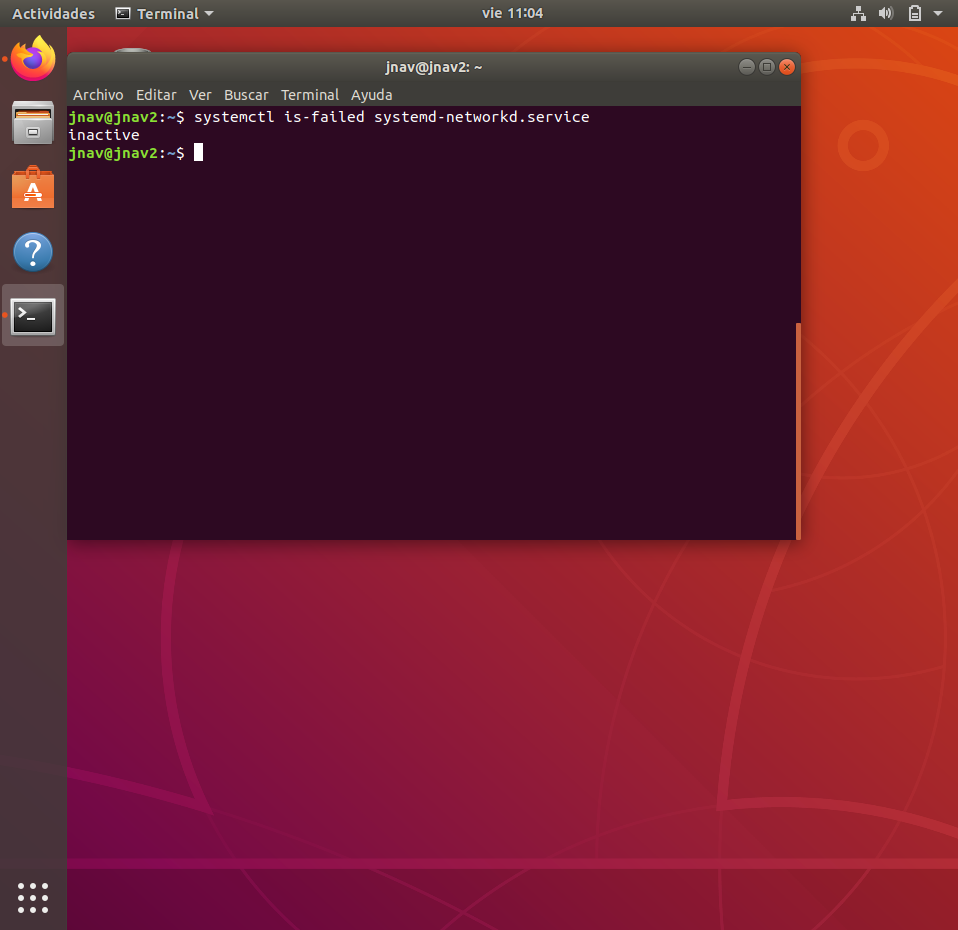 Actividades Terminal vie 11:04
jnav@jnav2: ~
Archivo Editar Ver Buscar Terminal Ayuda
jnav@jnav2:~$ systemctl is-failed systemd-networkd.service
inactive
jnav@jnav2:~$